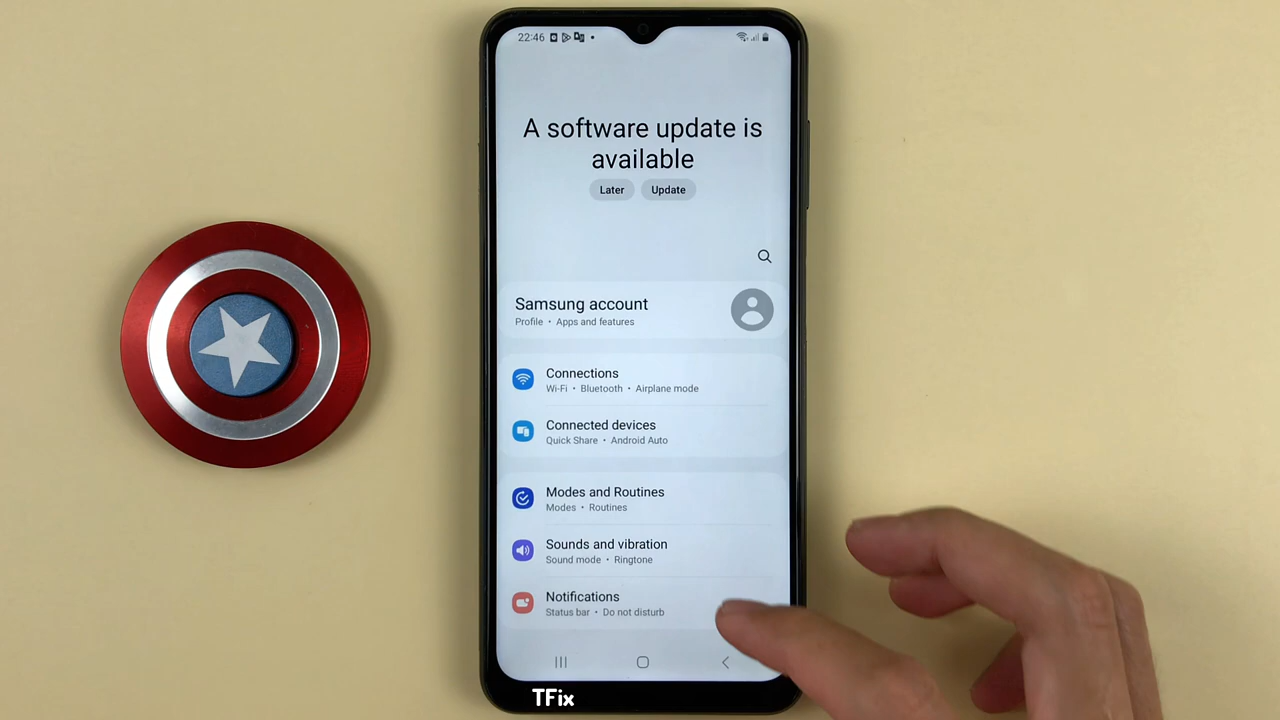 22:46
A software update is
available
Later Update
Samsung account
Profile • Apps and features
Connections
Wi-Fi • Bluetooth • Airplane mode
Connected devices
Quick Share • Android Auto
Modes and Routines
Modes • Routines
Sounds and vibration
Sound mode • Ringtone
Notifications
Status bar • Do not disturb
TFix